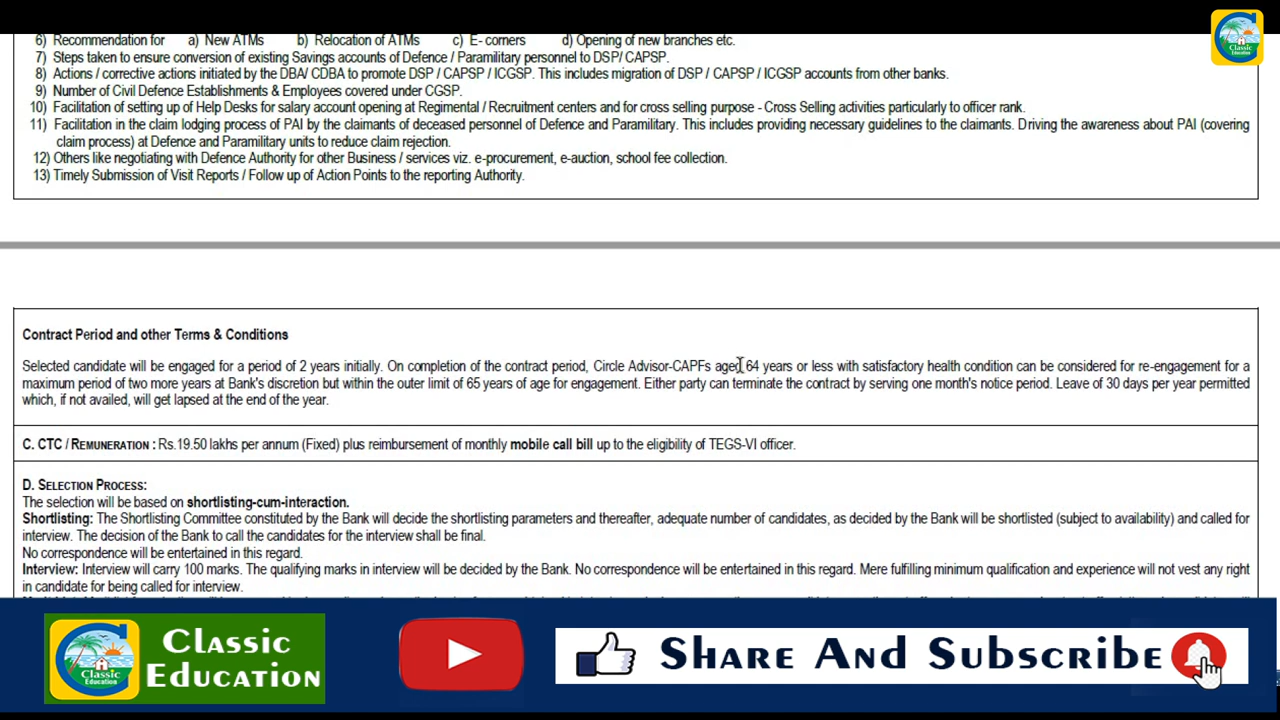 Classic
Education
6) Recommendation for a) New ATMs b) Relocation of ATMs c) E- corners d) Opening of new branches etc.
7) Steps taken to ensure conversion of existing Savings accounts of Defence / Paramilitary personnel to DSP/ CAPSP.
8) Actions / corrective actions initiated by the DBA/ CDBA to promote DSP / CAPSP / ICGSP. This includes migration of DSP / CAPSP / ICGSP accounts from other banks.
9) Number of Civil Defence Establishments & Employees covered under CGSP.
10) Facilitation of setting up of Help Desks for salary account opening at Regimental / Recruitment centers and for cross selling purpose - Cross Selling activities particularly to officer rank.
11) Facilitation in the claim lodging process of PAI by the claimants of deceased personnel of Defence and Paramilitary. This includes providing necessary guidelines to the claimants. Driving the awareness about PAI (covering
claim process) at Defence and Paramilitary units to reduce claim rejection.
12) Others like negotiating with Defence Authority for other Business / services viz. e-procurement, e-auction, school fee collection.
13) Timely Submission of Visit Reports / Follow up of Action Points to the reporting Authority.
Contract Period and other Terms & Conditions
Selected candidate will be engaged for a period of 2 years initially. On completion of the contract period, Circle Advisor-CAPFs aged 64 years or less with satisfactory health condition can be considered for re-engagement for a
maximum period of two more years at Bank's discretion but within the outer limit of 65 years of age for engagement. Either party can terminate the contract by serving one month's notice period. Leave of 30 days per year permitted
which, if not availed, will get lapsed at the end of the year.
C. CTC / REMUNERATION : Rs.19.50 lakhs per annum (Fixed) plus reimbursement of monthly mobile call bill up to the eligibility of TEGS-VI officer.
D. SELECTION PROCESS:
The selection will be based on shortlisting-cum-interaction.
Shortlisting: The Shortlisting Committee constituted by the Bank will decide the shortlisting parameters and thereafter, adequate number of candidates, as decided by the Bank will be shortlisted (subject to availability) and called for
interview. The decision of the Bank to call the candidates for the interview shall be final.
No correspondence will be entertained in this regard.
Interview: Interview will carry 100 marks. The qualifying marks in interview will be decided by the Bank. No correspondence will be entertained in this regard. Mere fulfilling minimum qualification and experience will not vest any right
in candidate for being called for interview.
Classic
Education
Classic
Education
Share And Subscribe